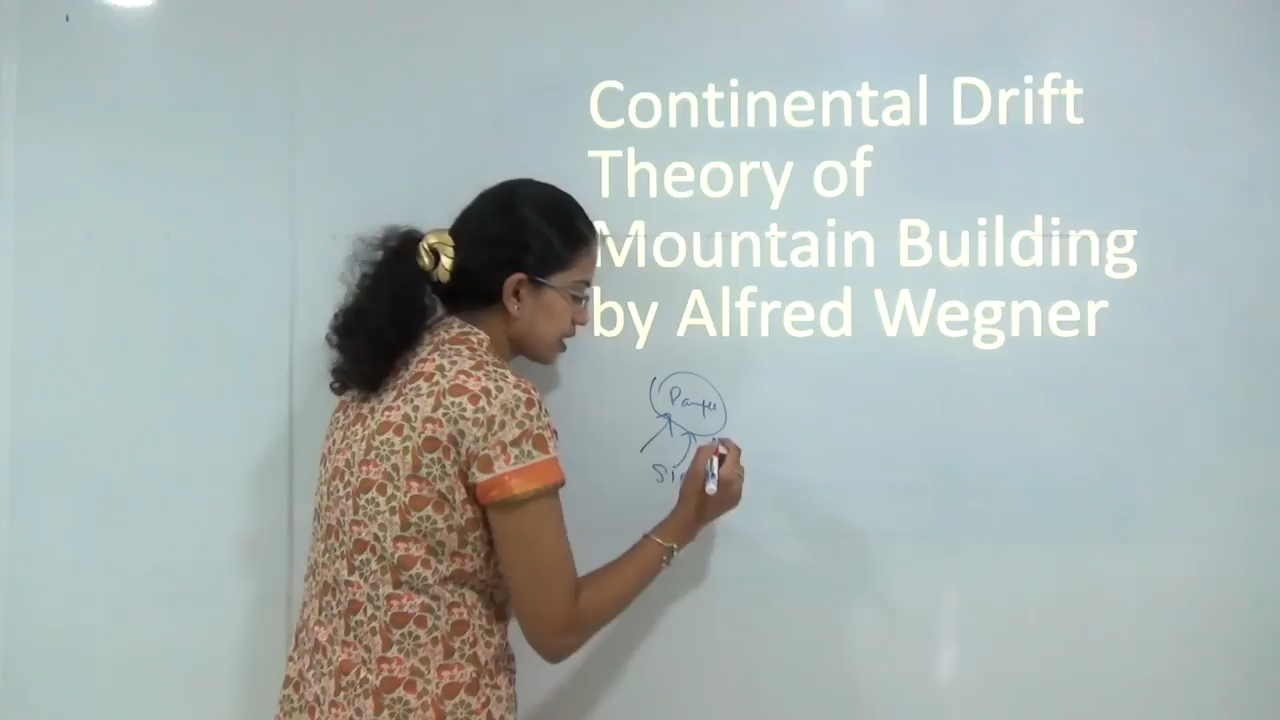 Continental Drift
Theory of
Mountain Building
by Alfred Wegner